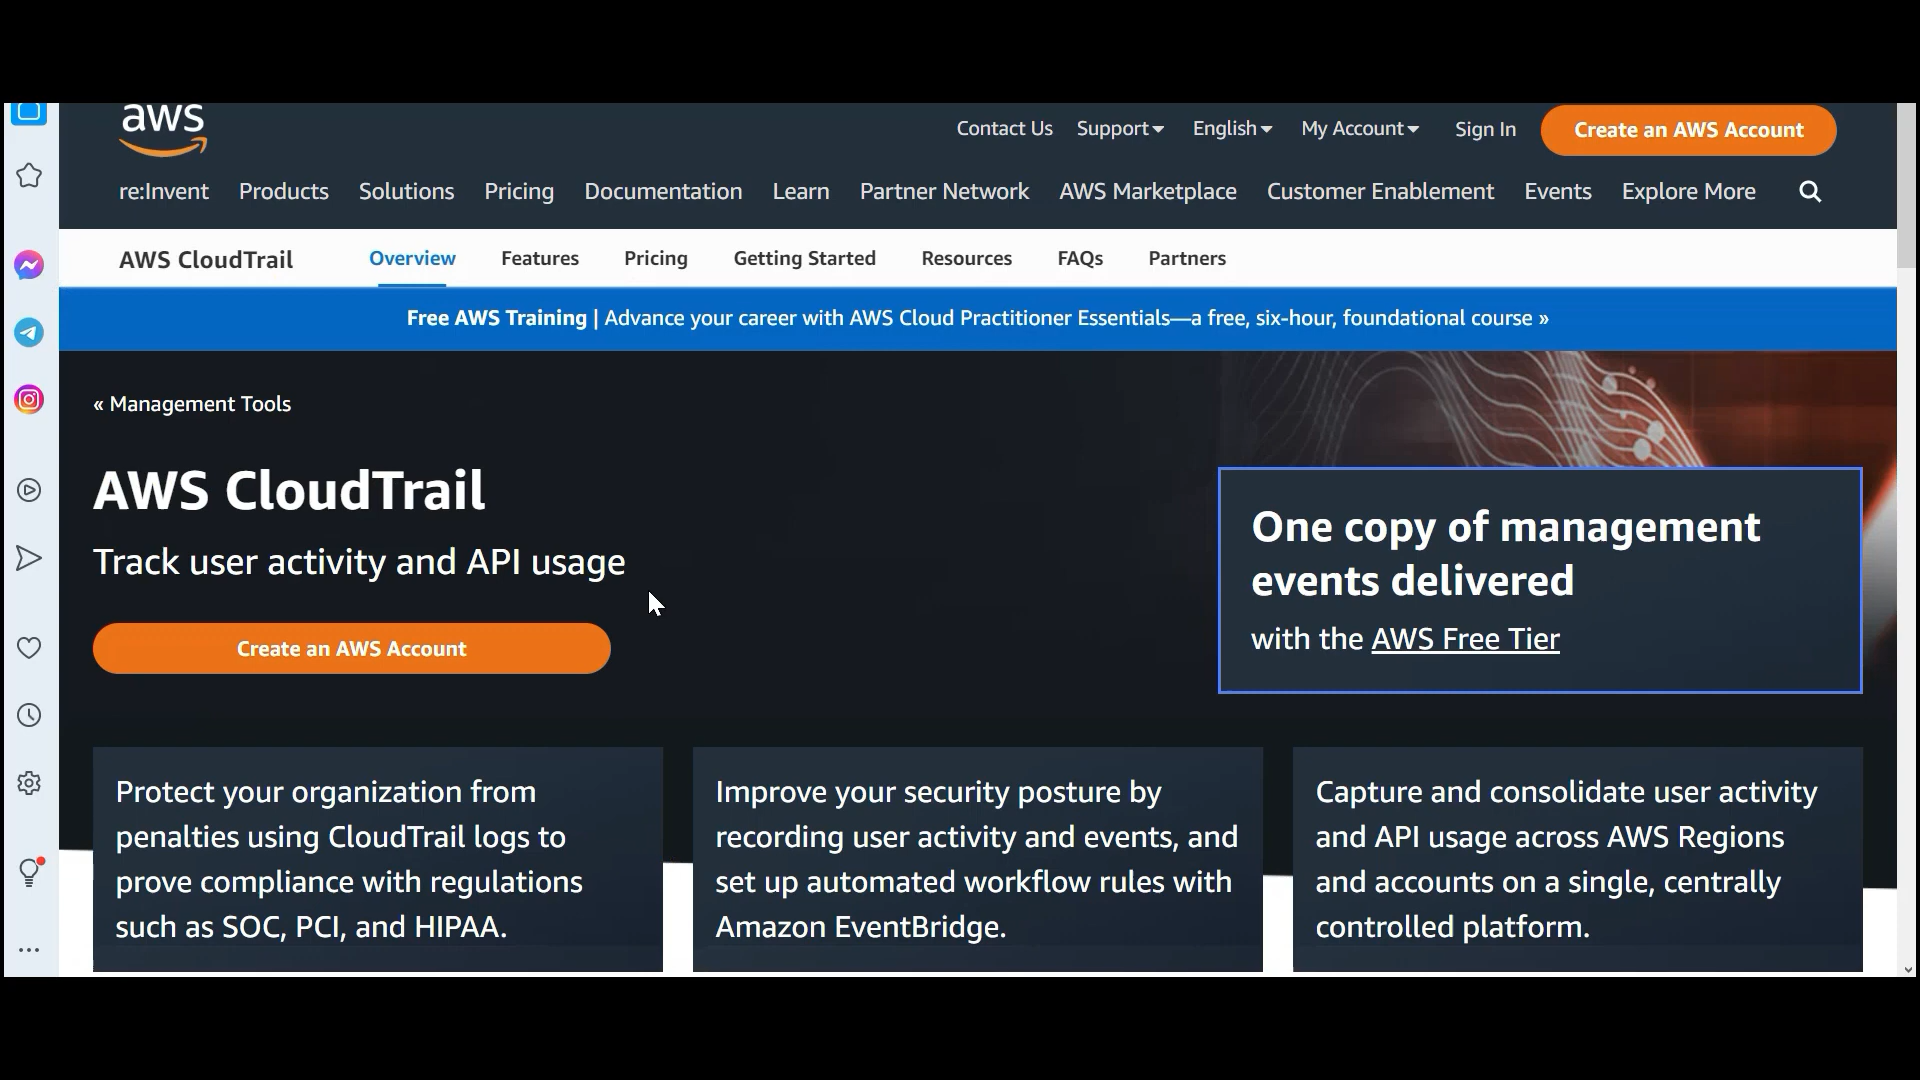 aws
Contact Us Support English My Account Sign In Create an AWS Account
re:Invent Products Solutions Pricing Documentation Learn Partner Network AWS Marketplace Customer Enablement Events Explore More
AWS CloudTrail Overview Features Pricing Getting Started Resources FAQs Partners
Free AWS Training | Advance your career with AWS Cloud Practitioner Essentials—a free, six-hour, foundational course »
« Management Tools
AWS CloudTrail
Track user activity and API usage
Create an AWS Account
One copy of management
events delivered
with the AWS Free Tier
Protect your organization from
penalties using CloudTrail logs to
prove compliance with regulations
such as SOC, PCI, and HIPAA.
Improve your security posture by
recording user activity and events, and
set up automated workflow rules with
Amazon EventBridge.
Capture and consolidate user activity
and API usage across AWS Regions
and accounts on a single, centrally
controlled platform.